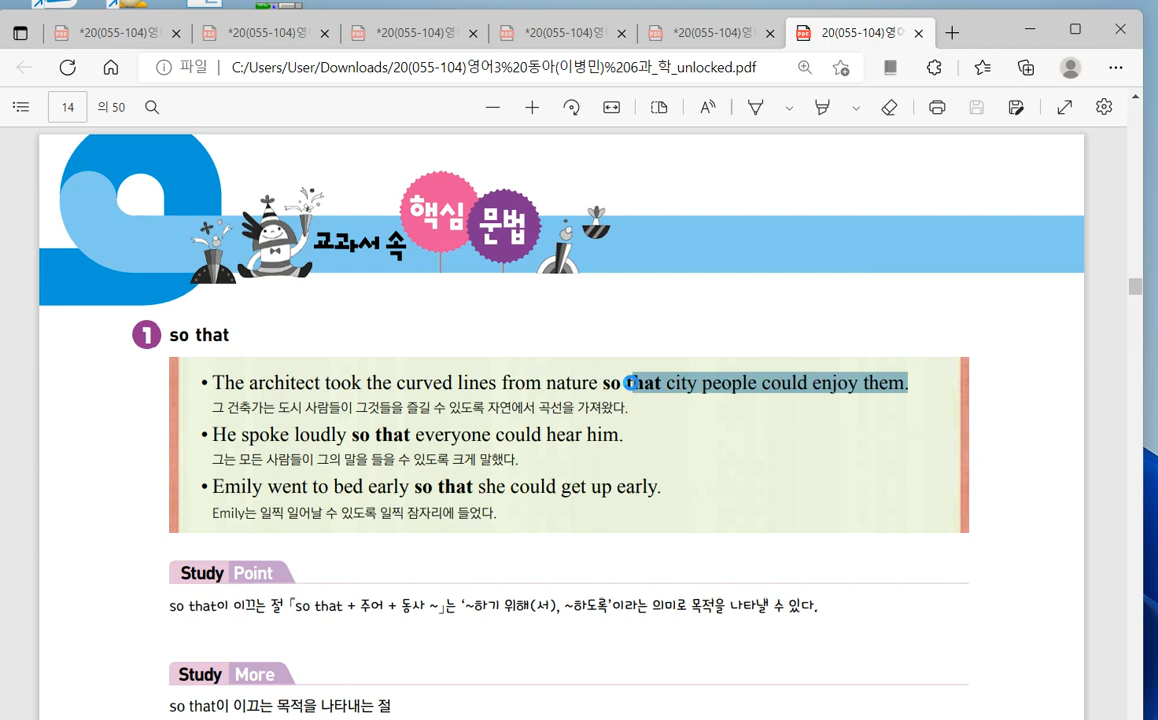 *20(055-104)영어
*20(055-104)영
*20(055-104)영
*20(055-104)영
*20(055-104)영
20(055-104)영어
파일
C:/Users/User/Downloads/20(055-104)영어3%20동아(이병민)%206과_학_unlocked.pdf
14 의 50
교과서 속 핵심 문법
1 so that
• The architect took the curved lines from nature so that city people could enjoy them.
그 건축가는 도시 사람들이 그것들을 즐길 수 있도록 자연에서 곡선을 가져왔다.
• He spoke loudly so that everyone could hear him.
그는 모든 사람들이 그의 말을 들을 수 있도록 크게 말했다.
• Emily went to bed early so that she could get up early.
Emily는 일찍 일어날 수 있도록 일찍 잠자리에 들었다.
Study Point
so that이 이끄는 절 「so that + 주어 + 동사 ~」는 ‘~하기 위해(서), ~하도록’이라는 의미로 목적을 나타낼 수 있다.
Study More
so that이 이끄는 목적을 나타내는 절